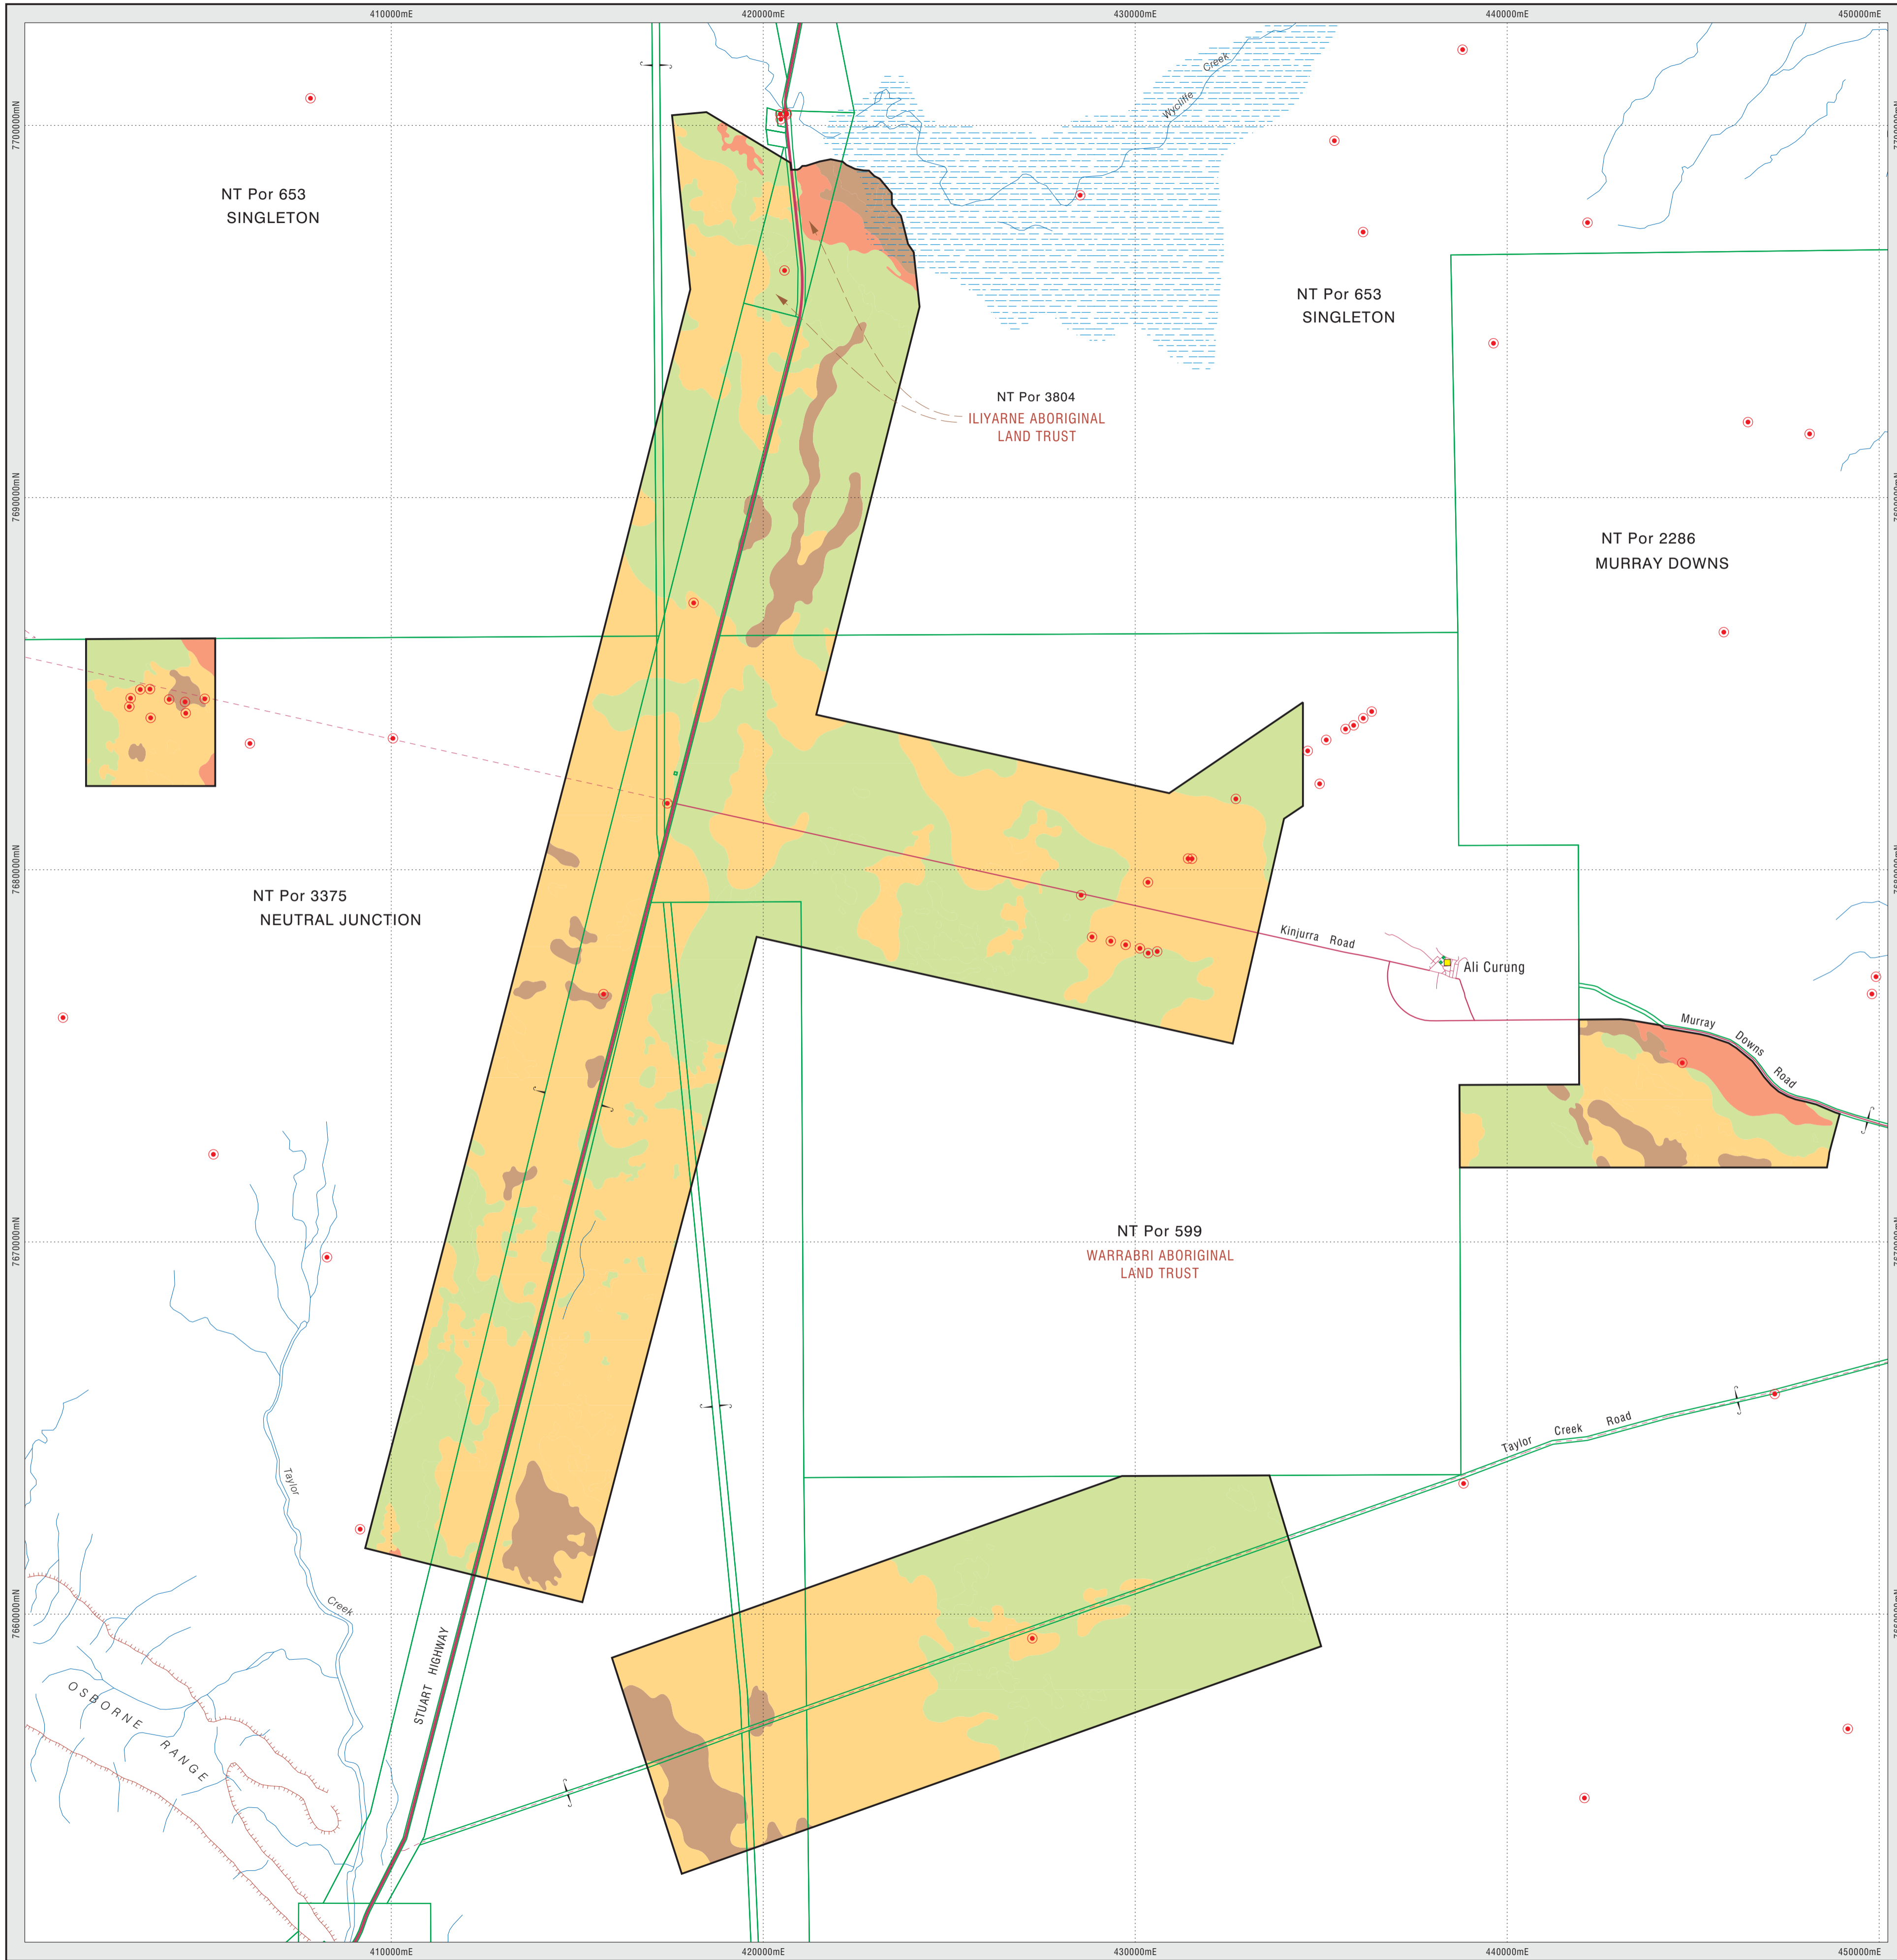 410000mE
420000mE
430000mE
440000mE
450000mE
7700000mN
Creek
Wycliffe
NT Por 653
SINGLETON
NT Por 653
SINGLETON
NT Por 3804
ILIYARNE ABORIGINAL
LAND TRUST
7690000mN
NT Por 2286
MURRAY DOWNS
7680000mN
NT Por 3375
NEUTRAL JUNCTION
Kinjurra Road
Ali Curung
Murray Downs Road
7670000mN
NT Por 599
WARRABRI ABORIGINAL
LAND TRUST
Taylor Creek Road
Taylor
Creek
7660000mN
STUART HIGHWAY
OSBORNE
RANGE
410000mE
420000mE
430000mE
440000mE
450000mE